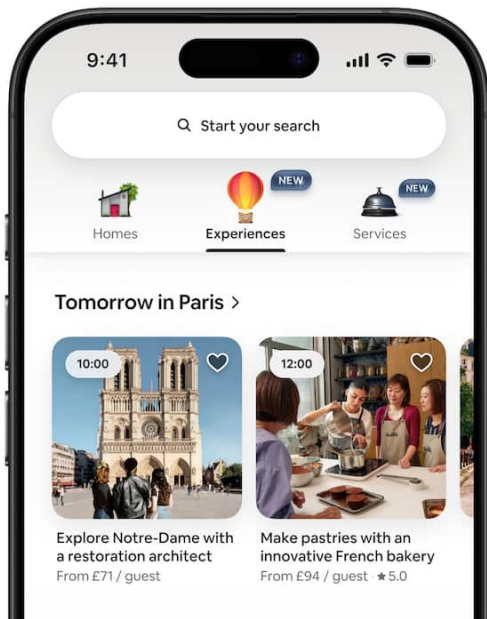 9:41
Start your search
NEW
NEW
Homes
Experiences
Services
Tomorrow in Paris >
10:00
12:00
Explore Notre-Dame with
a restoration architect
From £71 / guest
Make pastries with an
innovative French bakery
From £94 / guest · ★ 5.0